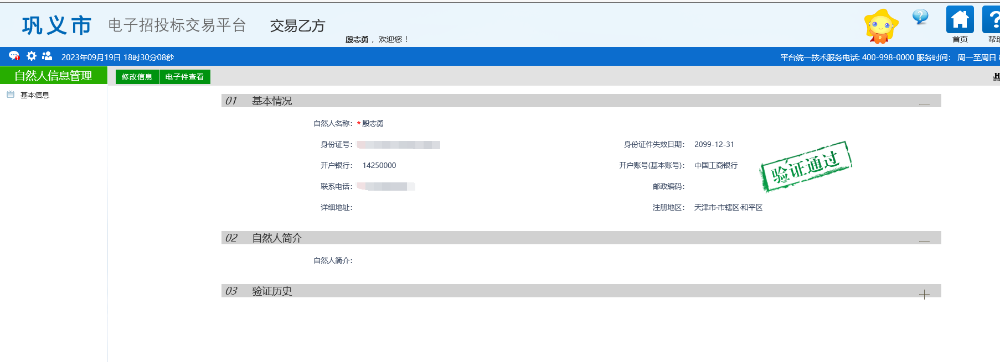 巩义市 电子招投标交易平台 交易乙方
殷志勇，欢迎您！
首页 帮助
2023年09月19日 18时30分08秒 平台统一技术服务电话: 400-998-0000 服务时间： 周一至周日
自然人信息管理 修改信息 电子件查看
基本信息
01 基本情况
自然人名称：*殷志勇
身份证号： 身份证件失效日期： 2099-12-31
开户银行： 14250000 开户账号(基本账号)： 中国工商银行
验证通过
联系电话： 邮政编码：
详细地址： 注册地区： 天津市·市辖区·和平区
02 自然人简介
自然人简介：
03 验证历史